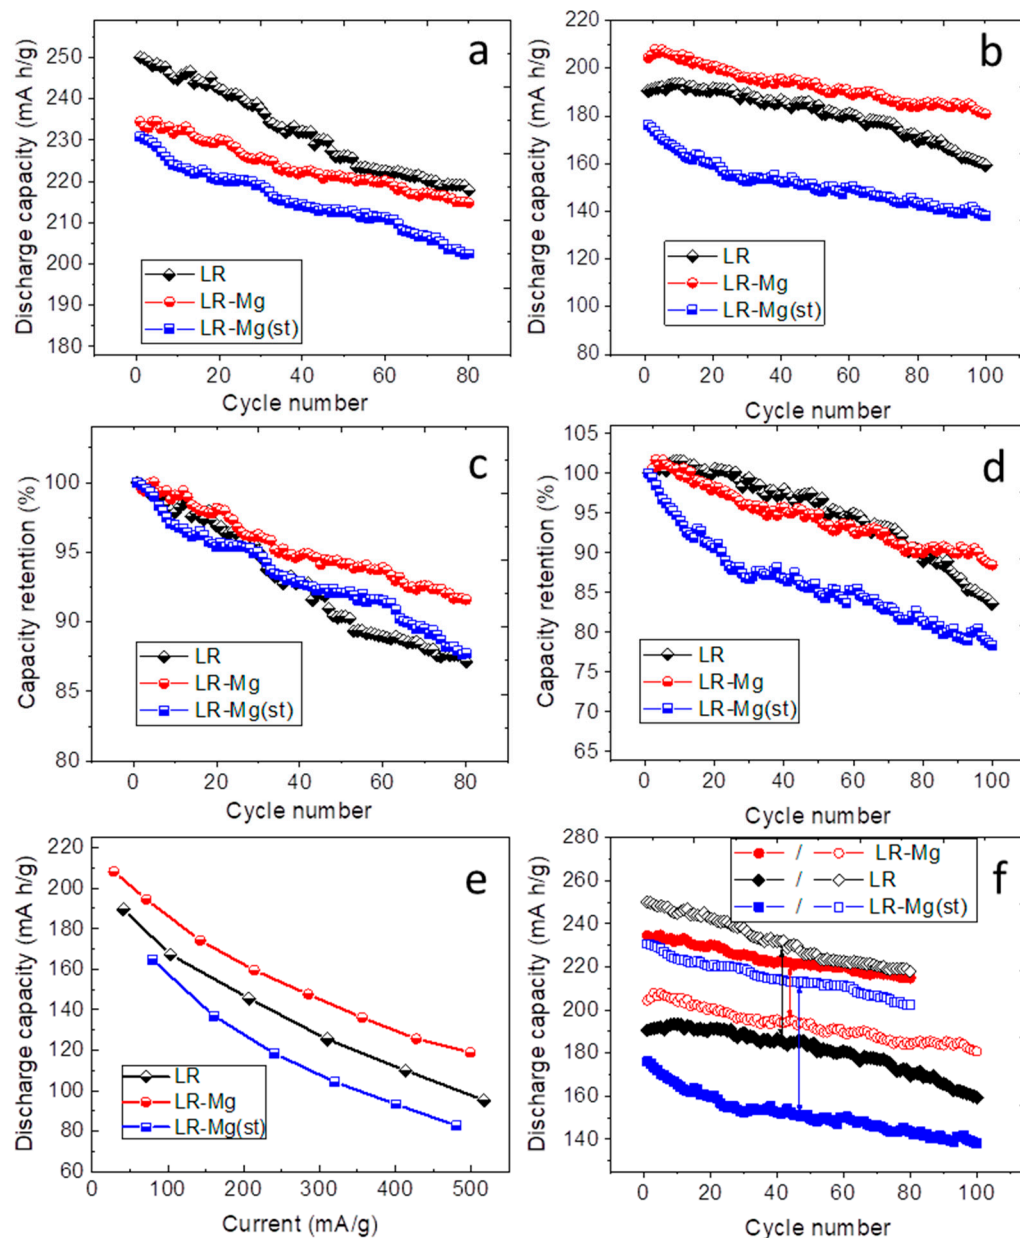 a
Discharge capacity (mA h/g)
250
240
230
220
210
200
190
180
LR
LR-Mg
LR-Mg(st)
0 20 40 60 80
Cycle number
b
Discharge capacity (mA h/g)
220
200
180
160
140
120
100
80
LR
LR-Mg
LR-Mg(st)
0 20 40 60 80 100
Cycle number
c
Capacity retention (%)
100
95
90
85
80
LR
LR-Mg
LR-Mg(st)
0 20 40 60 80
Cycle number
d
Capacity retention (%)
105
100
95
90
85
80
75
70
65
LR
LR-Mg
LR-Mg(st)
0 20 40 60 80 100
Cycle number
e
Discharge capacity (mA h/g)
220
200
180
160
140
120
100
80
60
LR
LR-Mg
LR-Mg(st)
0 100 200 300 400 500
Current (mA/g)
f
Discharge capacity (mA h/g)
280
260
240
220
200
180
160
140
/ LR-Mg
/ LR
/ LR-Mg(st)
0 20 40 60 80 100
Cycle number